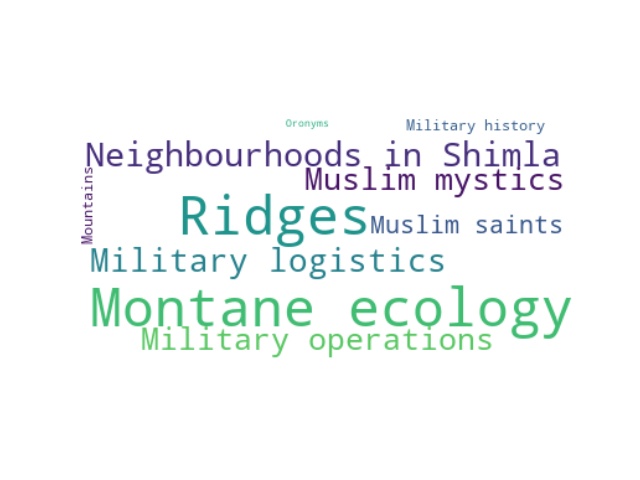 Oronyms
Military history
Neighbourhoods in Shimla
Muslim mystics
Mountains
Ridges
Muslim saints
Military logistics
Montane ecology
Military operations